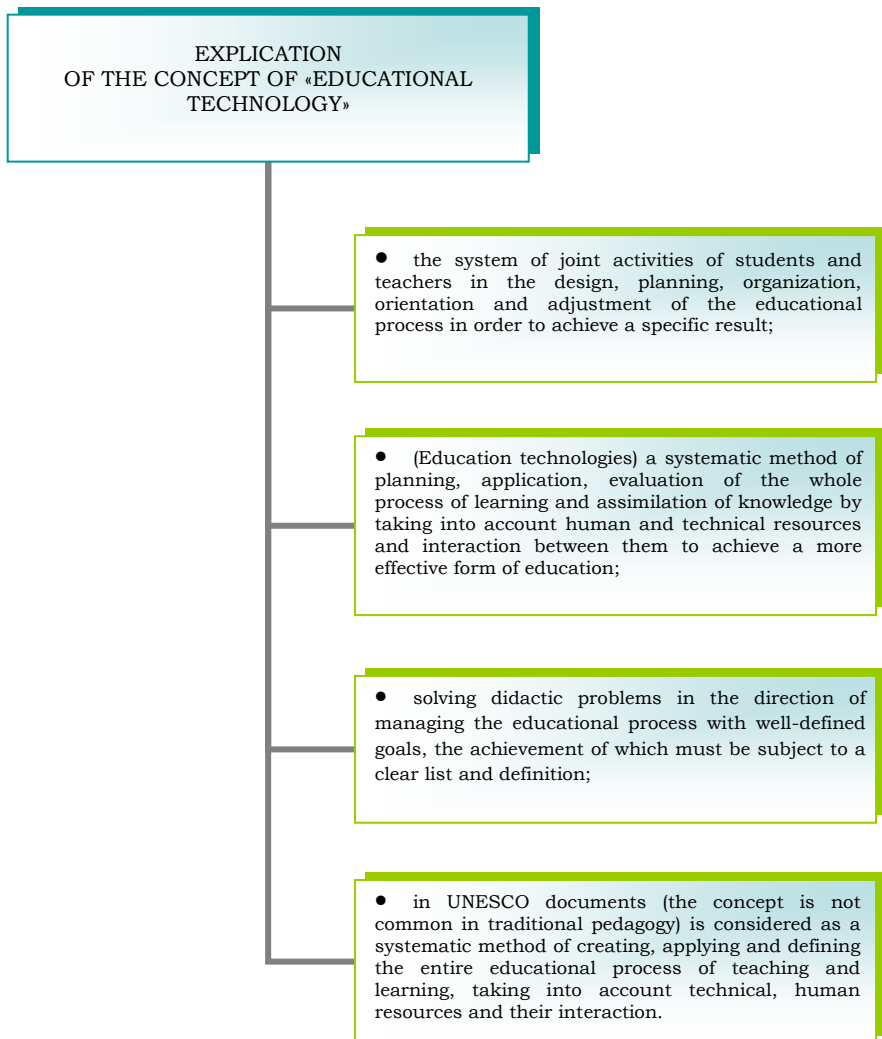 EXPLICATION
OF THE CONCEPT OF «EDUCATIONAL
TECHNOLOGY»
• the system of joint activities of students and
teachers in the design, planning, organization,
orientation and adjustment of the educational
process in order to achieve a specific result;
• (Education technologies) a systematic method of
planning, application, evaluation of the whole
process of learning and assimilation of knowledge by
taking into account human and technical resources
and interaction between them to achieve a more
effective form of education;
• solving didactic problems in the direction of
managing the educational process with well-defined
goals, the achievement of which must be subject to a
clear list and definition;
• in UNESCO documents (the concept is not
common in traditional pedagogy) is considered as a
systematic method of creating, applying and defining
the entire educational process of teaching and
learning, taking into account technical, human
resources and their interaction.